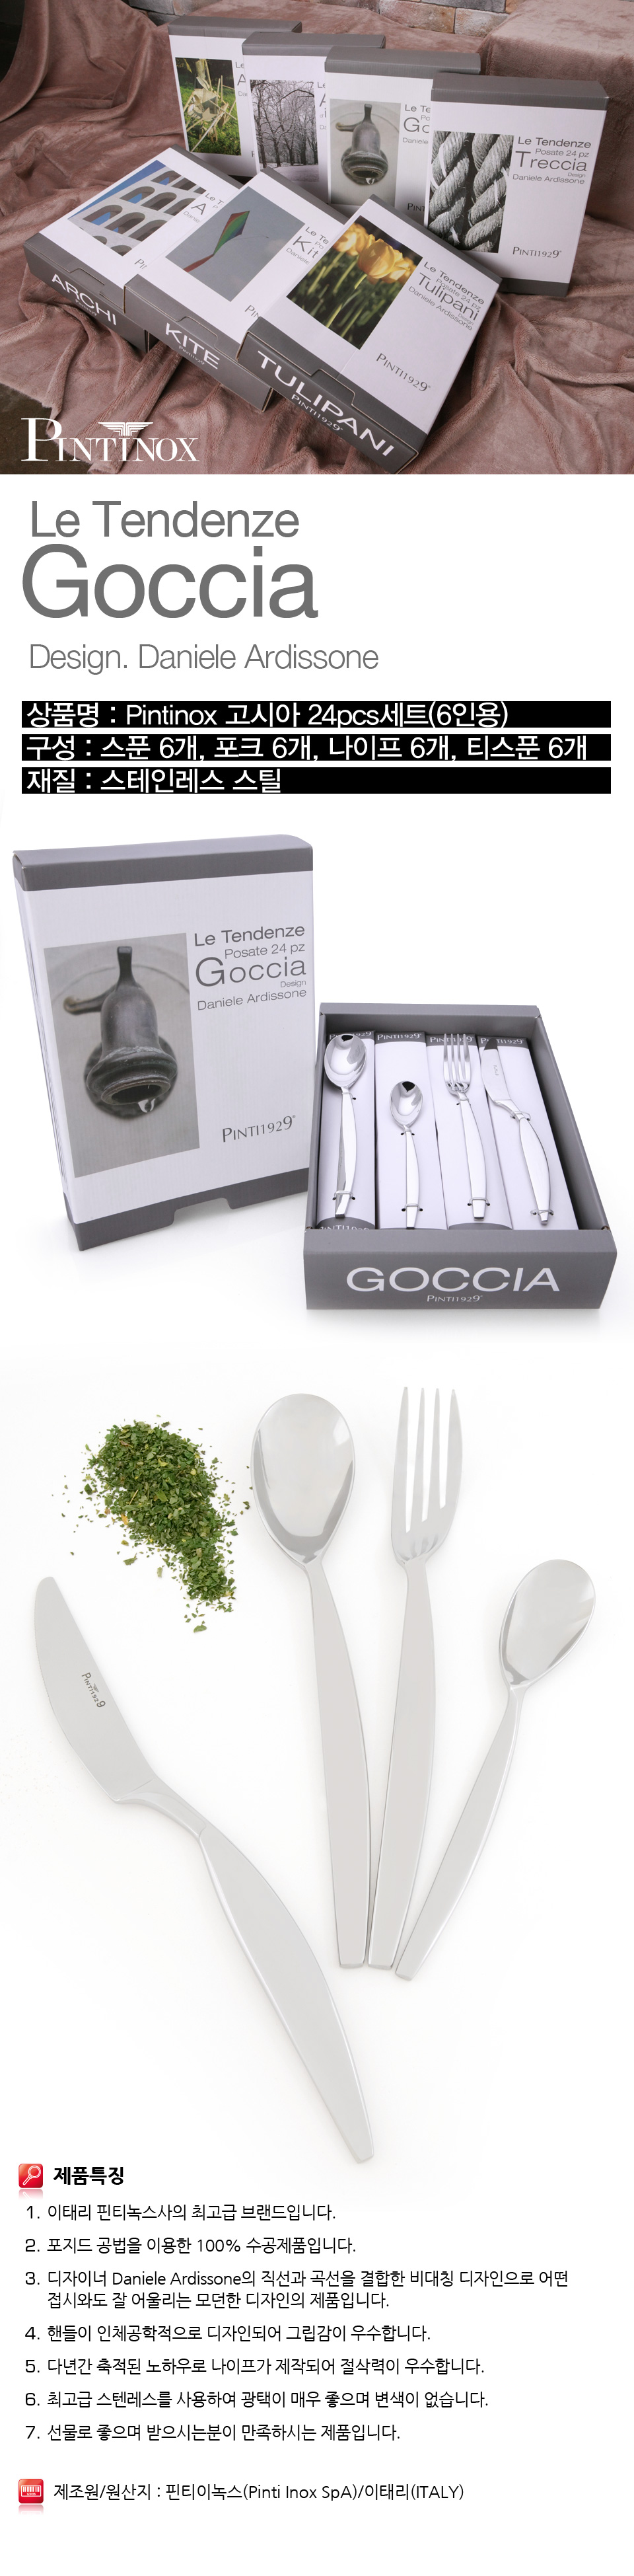 Le Tendenze
Posate 24 pz
Treccia
Design
Daniele Ardissone
PINTI1929
Le Tendenze
Posate 24 pz
Tulipani
Design
Daniele Ardissone
PINTI1929
ARCHI
KITE
TULIPANI
PINTI1929
PINTINOX
Le Tendenze
Goccia
Design. Daniele Ardissone
상품명 : Pintinox 고시아 24pcs세트(6인용)
구성 : 스푼 6개, 포크 6개, 나이프 6개, 티스푼 6개
재질 : 스테인레스 스틸
Le Tendenze
Posate 24 pz
Goccia
Design
Daniele Ardissone
PINTI1929
PINTI1929
PINTI1929
GOCCIA
PINTI1929
PINTI1929
제품특징
1. 이태리 핀티녹스사의 최고급 브랜드입니다.
2. 포지드 공법을 이용한 100% 수공제품입니다.
3. 디자이너 Daniele Ardissone의 직선과 곡선을 결합한 비대칭 디자인으로 어떤
접시와도 잘 어울리는 모던한 디자인의 제품입니다.
4. 핸들이 인체공학적으로 디자인되어 그립감이 우수합니다.
5. 다년간 축적된 노하우로 나이프가 제작되어 절삭력이 우수합니다.
6. 최고급 스텐레스를 사용하여 광택이 매우 좋으며 변색이 없습니다.
7. 선물로 좋으며 받으시는분이 만족하시는 제품입니다.
제조원/원산지 : 핀티이녹스(Pinti Inox SpA)/이태리(ITALY)